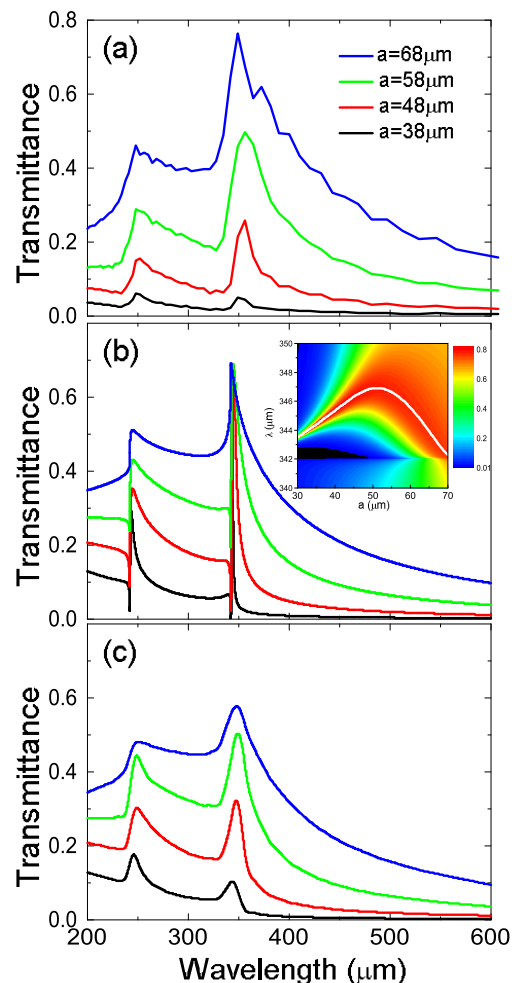 (a)
a=68μm
a=58μm
a=48μm
a=38μm
Transmittance
0.8
0.6
0.4
0.2
0.0
(b)
Transmittance
0.6
0.4
0.2
0.0
λ (μm)
350
348
346
344
342
340
30 40 50 60 70
a (μm)
0.8
0.6
0.4
0.2
0.01
(c)
Transmittance
0.6
0.4
0.2
0.0
200 300 400 500 600
Wavelength (μm)